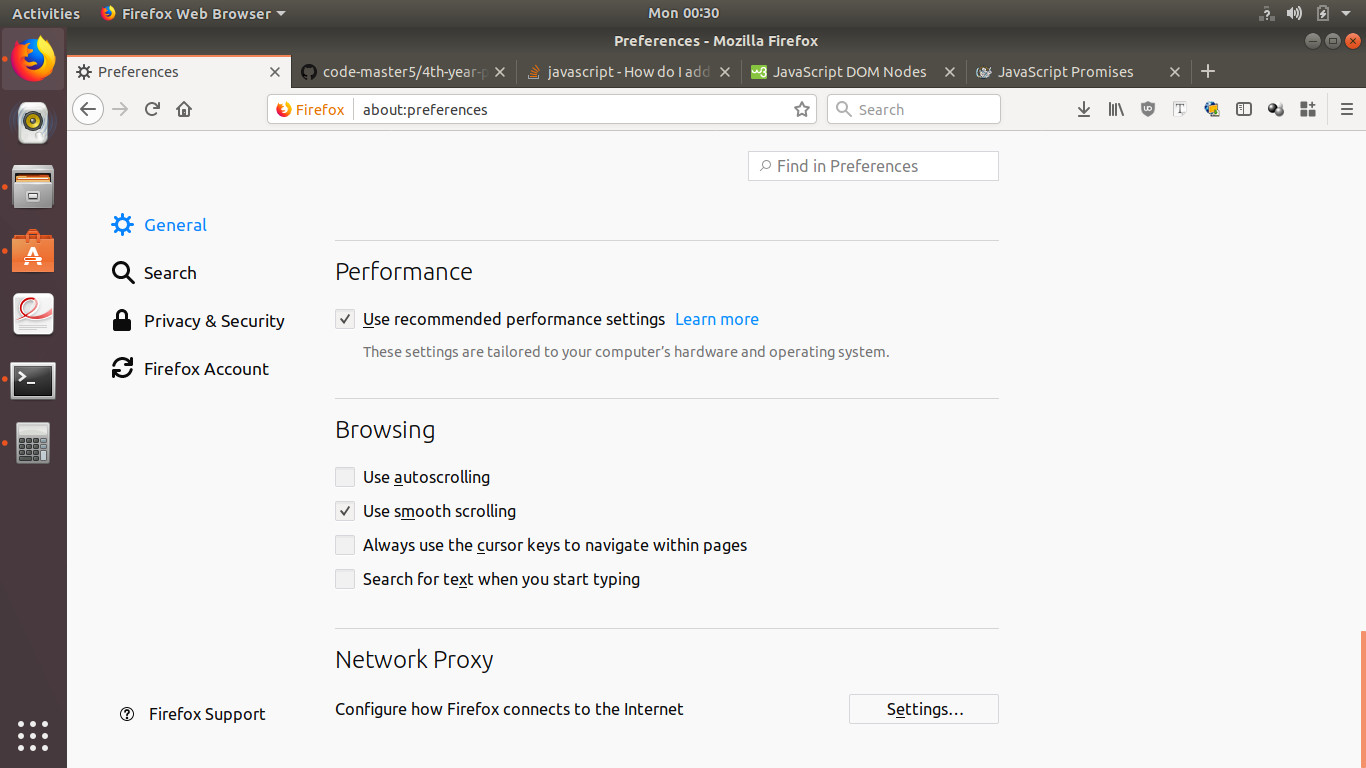 Activities
Firefox Web Browser
Mon 00:30
Preferences - Mozilla Firefox
Preferences
code-master5/4th-year-p
javascript - How do I add
JavaScript DOM Nodes
JavaScript Promises
Firefox
about:preferences
Search
Find in Preferences
General
Search
Privacy & Security
Firefox Account
Performance
Use recommended performance settings Learn more
These settings are tailored to your computer’s hardware and operating system.
Browsing
Use autoscrolling
Use smooth scrolling
Always use the cursor keys to navigate within pages
Search for text when you start typing
Network Proxy
Configure how Firefox connects to the Internet
Settings…
Firefox Support